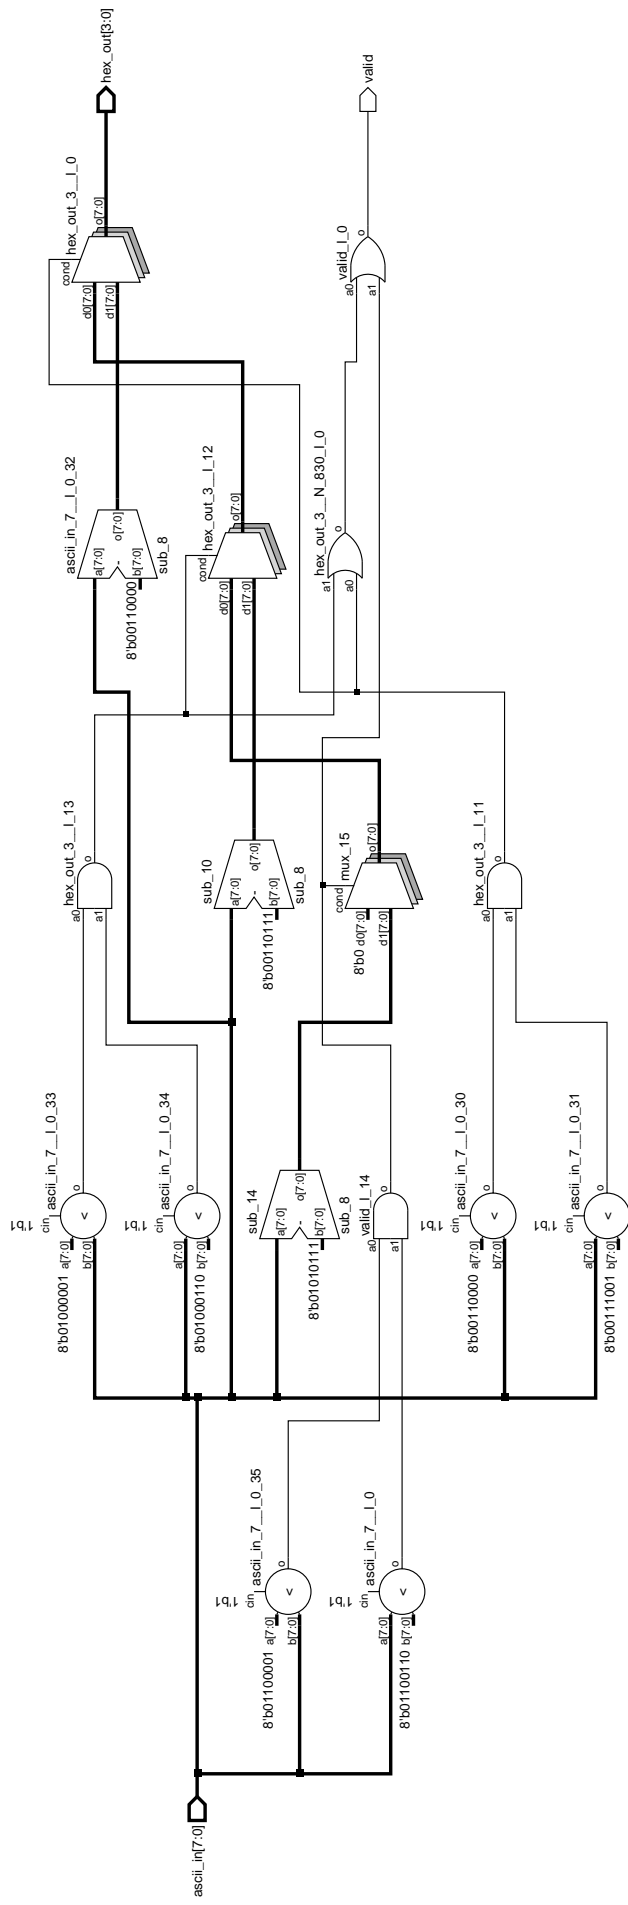 ascii_in[7:0]
1'b1
cin
ascii_in_7__I_0_35
8'b01100001
a[7:0]
b[7:0]
<
o
1'b1
cin
ascii_in_7__I_0
a[7:0]
8'b01100110
b[7:0]
<
o
1'b1
cin
ascii_in_7__I_0_33
8'b01000001
a[7:0]
b[7:0]
<
o
1'b1
cin
ascii_in_7__I_0_34
a[7:0]
8'b01000110
b[7:0]
<
o
sub_14
a[7:0]
-
o[7:0]
8'b01010111
b[7:0]
sub_8
valid_I_14
a0
a1
o
1'b1
cin
ascii_in_7__I_0_30
8'b00110000
a[7:0]
b[7:0]
<
o
1'b1
cin
ascii_in_7__I_0_31
a[7:0]
8'b00111001
b[7:0]
<
o
hex_out_3__I_13
a0
a1
o
sub_10
a[7:0]
-
o[7:0]
8'b00110111
b[7:0]
sub_8
mux_15
cond
8'b0
d0[7:0]
d1[7:0]
o[7:0]
hex_out_3__I_11
a0
a1
o
ascii_in_7__I_0_32
a[7:0]
-
o[7:0]
8'b00110000
b[7:0]
sub_8
hex_out_3__I_12
cond
d0[7:0]
d1[7:0]
o[7:0]
hex_out_3__N_830_I_0
a1
a0
o
hex_out_3__I_0
cond
d0[7:0]
d1[7:0]
o[7:0]
valid_I_0
a0
a1
o
hex_out[3:0]
valid